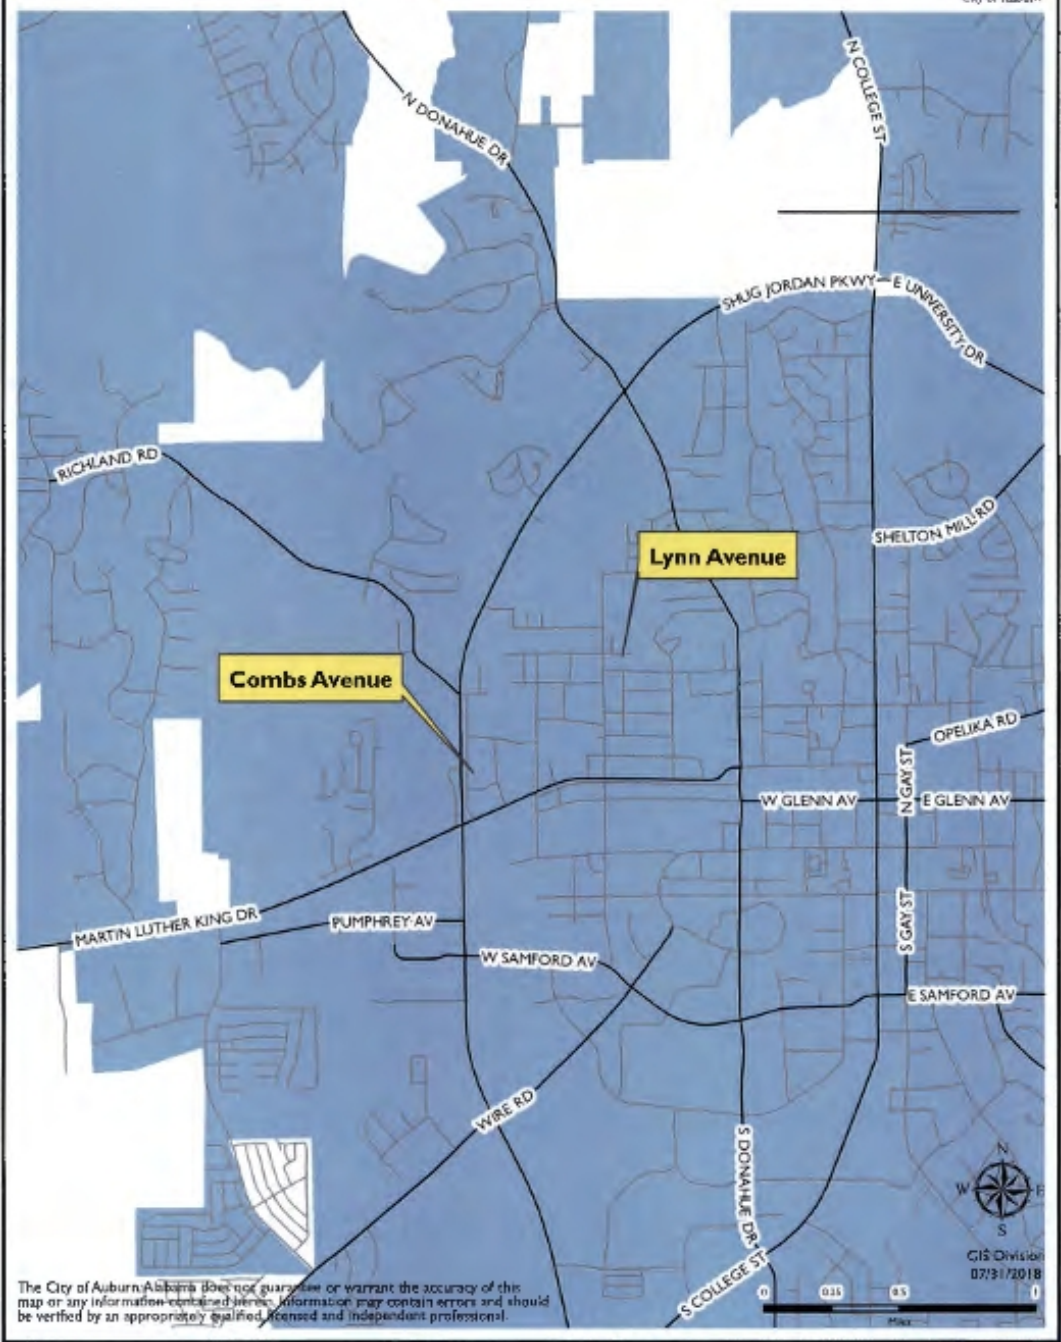 City of Auburn
N COLLEGE ST
N DONAHUE DR
SHUG JORDAN PKWY
E UNIVERSITY DR
RICHLAND RD
SHELTON MILL RD
Lynn Avenue
Combs Avenue
OPELIKA RD
N GAY ST
W GLENN AV
E GLENN AV
MARTIN LUTHER KING DR
PUMPHREY AV
S GAY ST
W SAMFORD AV
E SAMFORD AV
WIRE RD
S DONAHUE DR
N
W
E
S
S COLLEGE ST
GIS Division
07/31/2018
The City of Auburn, Alabama does not guarantee or warrant the accuracy of this
map or any information contained herein. Information may contain errors and should
be verified by an appropriately qualified, licensed and independent professional.
0 0.25 0.5 1
Miles